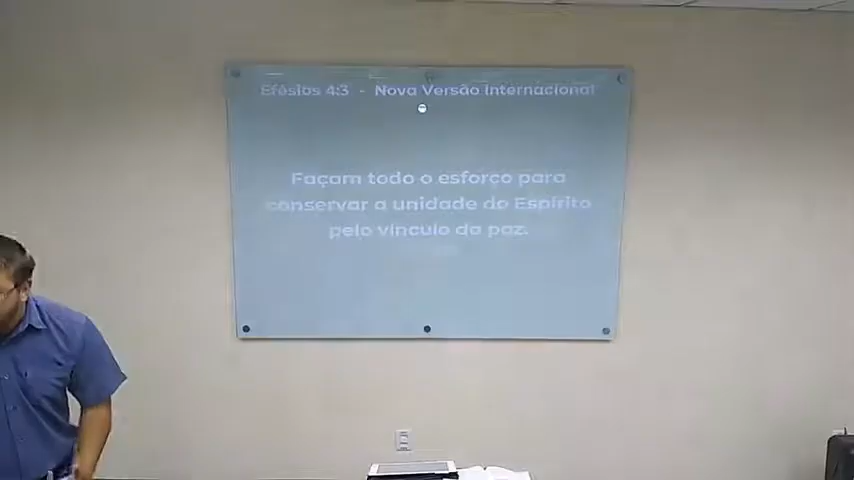 Efésios 4:3 - Nova Versão Internacional
Façam todo o esforço para
conservar a unidade do Espírito
pelo vínculo da paz.